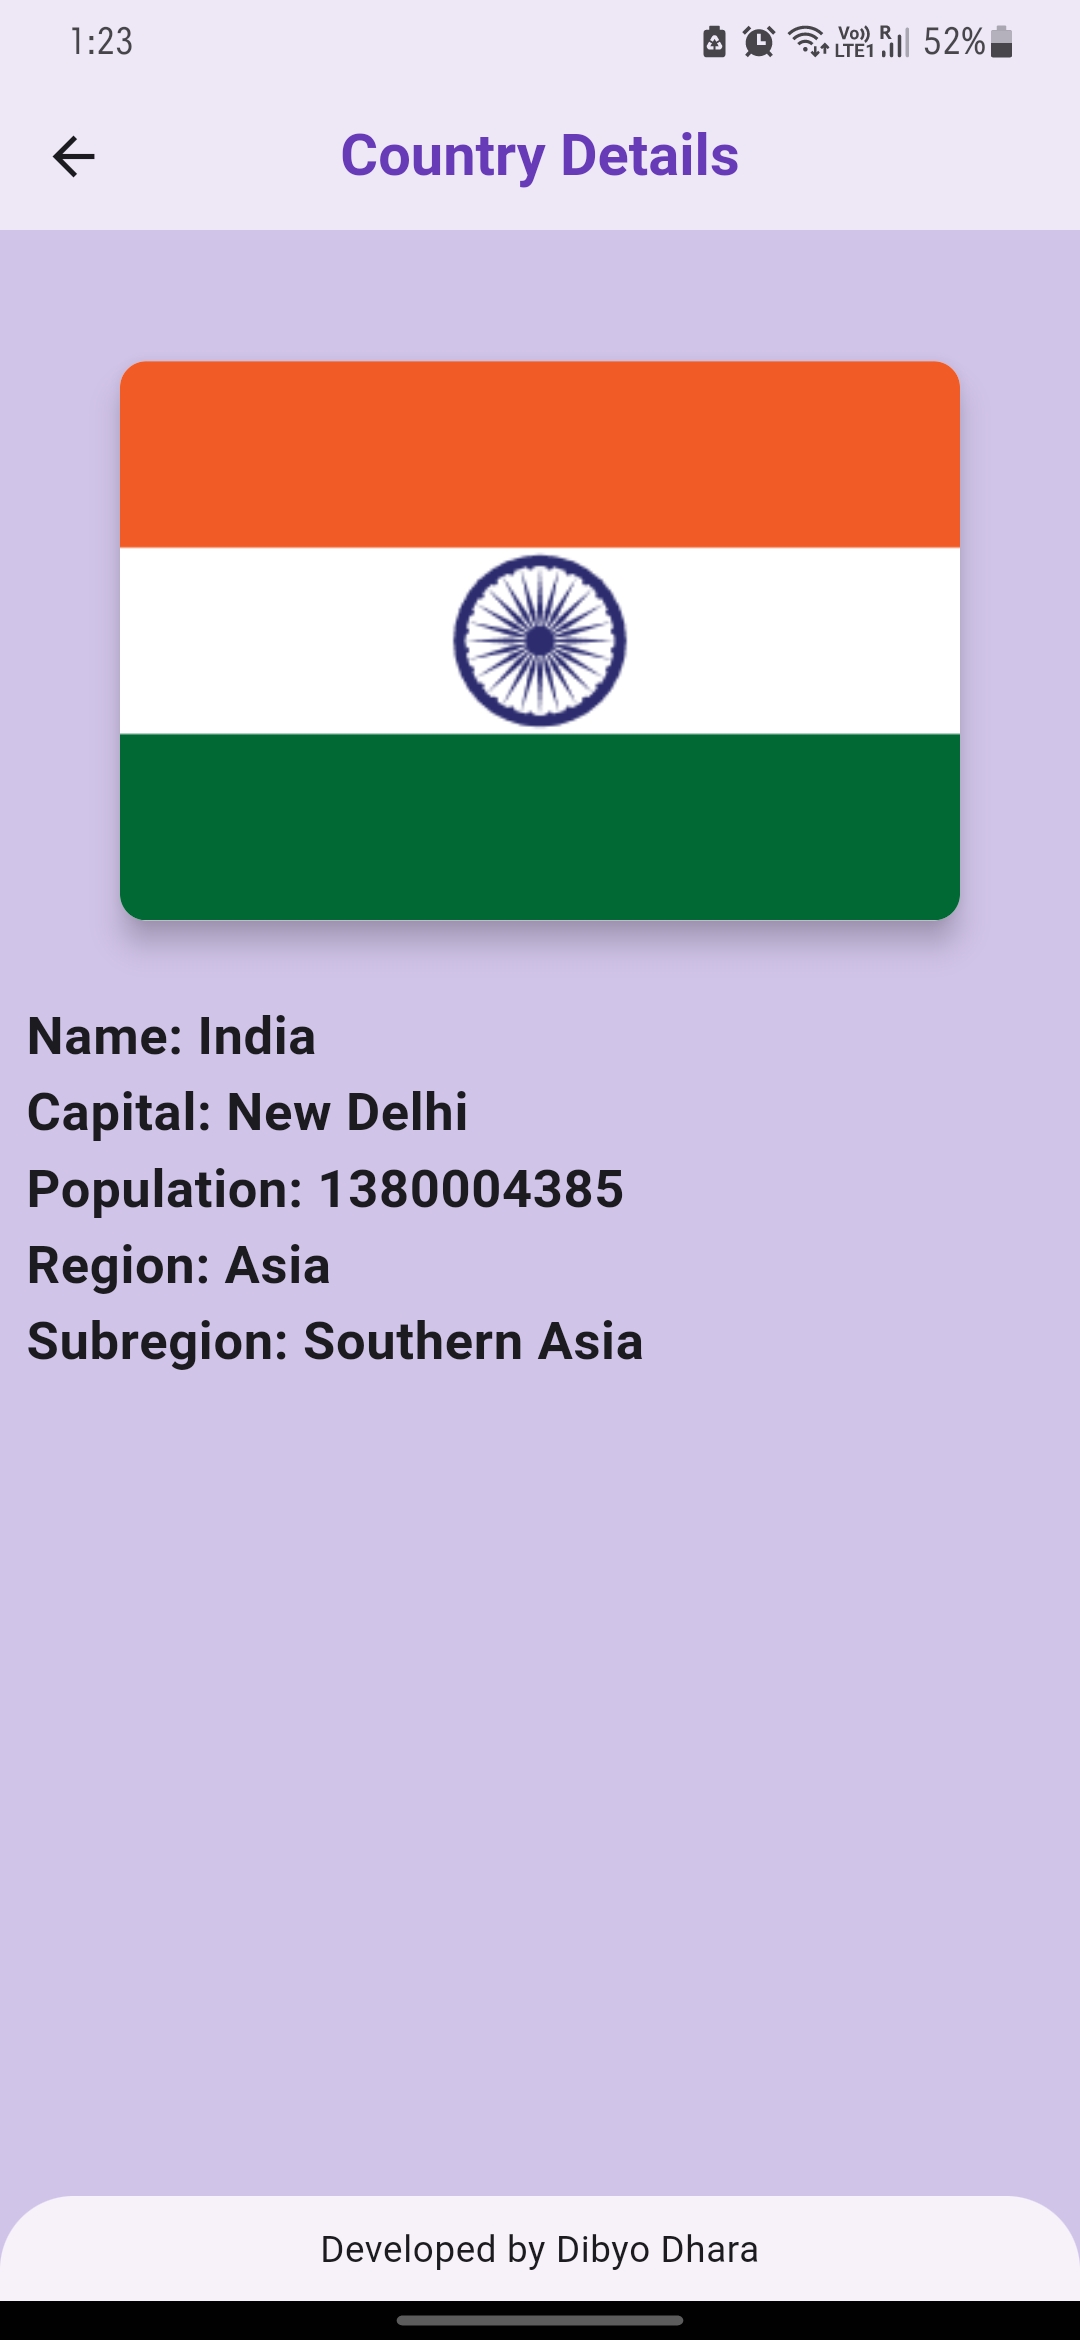 1:23
Vo))
LTE1
R
52%
Country Details
Name: India
Capital: New Delhi
Population: 1380004385
Region: Asia
Subregion: Southern Asia
Developed by Dibyo Dhara